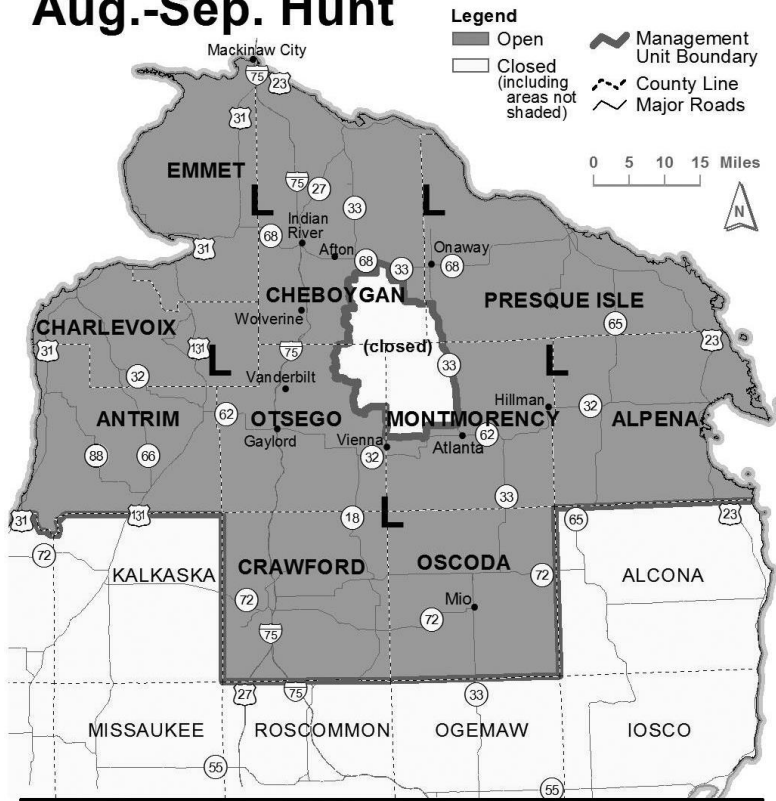 Aug.-Sep. Hunt
Legend
Open
Closed
(including
areas not
shaded)
Management
Unit Boundary
County Line
Major Roads
0 5 10 15 Miles
N
Mackinaw City
75
23
31
EMMET
75
27
33
L
L
Indian
River
68
31
Afton
68
33
Onaway
68
CHEBOYGAN
PRESQUE ISLE
Wolverine
65
CHARLEVOIX
31
131
75
(closed)
23
L
33
L
32
Vanderbilt
Hillman
32
ANTRIM
62
OTSEGO
MONTMORENCY
ALPENA
Gaylord
Vienna
Atlanta
62
88
66
32
33
31
131
18
L
65
23
72
KALKASKA
CRAWFORD
OSCODA
72
ALCONA
72
Mio
72
75
27
75
33
MISSAUKEE
ROSCOMMON
OGEMAW
IOSCO
55
55